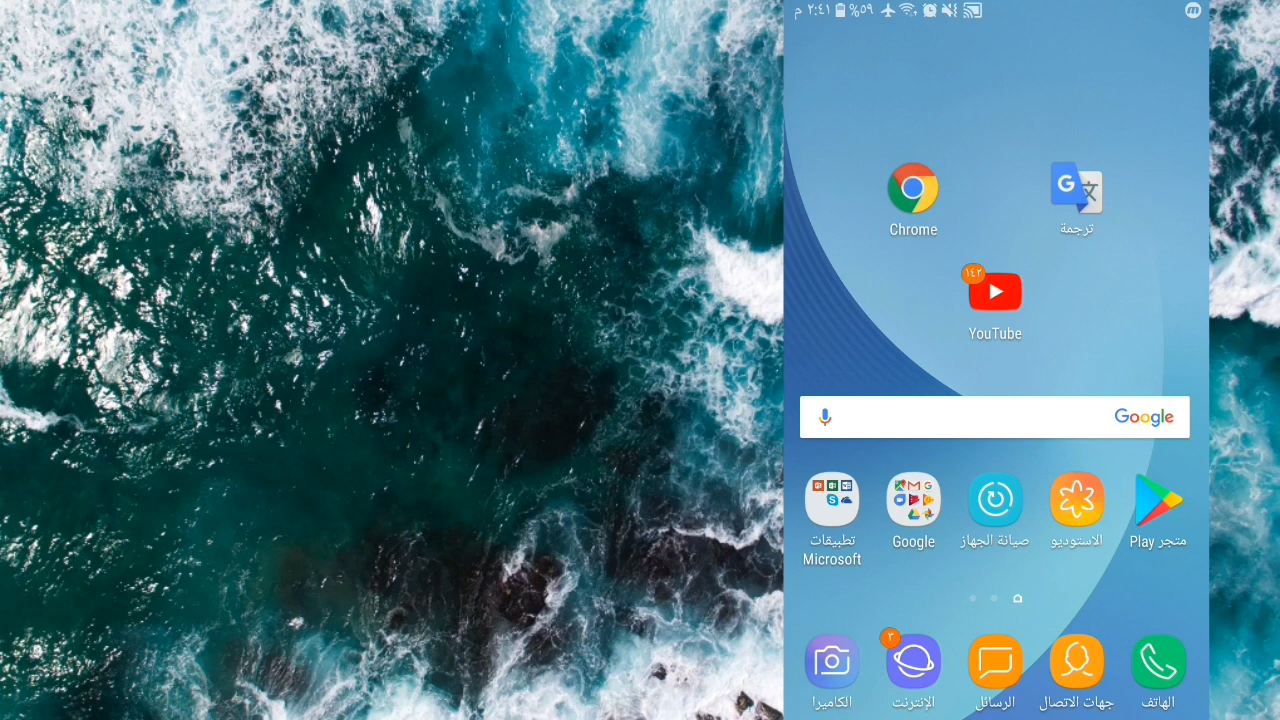 ٢:٤١ م
%٥٩
Chrome
ترجمة
١٤٢
YouTube
Google
متجر Play
الاستوديو
صيانة الجهاز
Google
تطبيقات
Microsoft
الهاتف
جهات الاتصال
الرسائل
٣
الإنترنت
الكاميرا